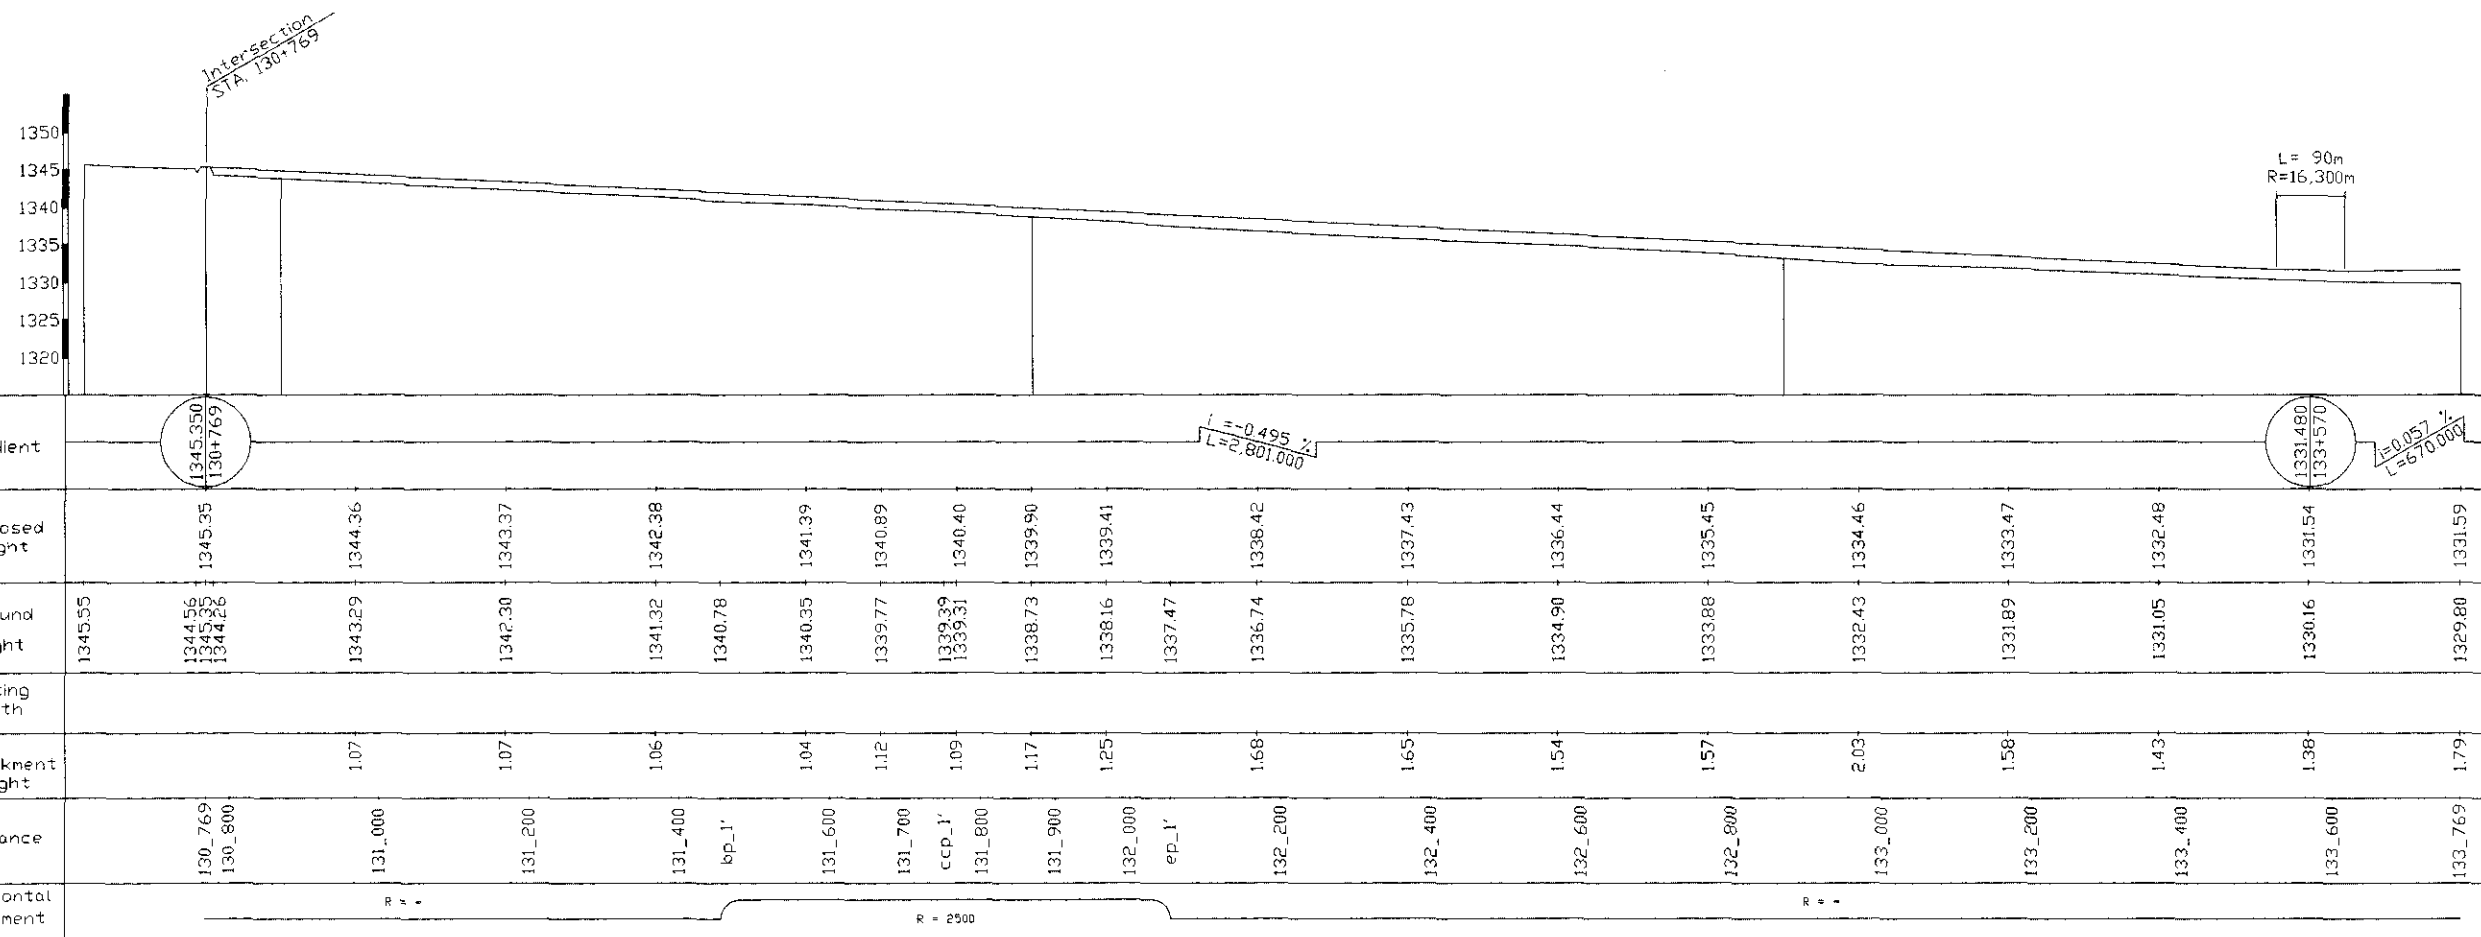 Intersection
STA. 130+769
1350
1345
1340
1335
1330
1325
1320
L= 90m
R=16,300m
1345.350
130+769
i =-0.495 %
L=2,801.000
1331.480
133+570
i=0.057 %
L=670.000
dient
osed
ght
1345.35 1344.36 1343.37 1342.38 1341.39 1340.89 1340.40 1339.90 1339.41 1338.42 1337.43 1336.44 1335.45 1334.46 1333.47 1332.48 1331.54 1331.59
und
ght
1345.55 1344.56 1345.35 1344.26 1343.29 1342.30 1341.32 1340.78 1340.35 1339.77 1339.39 1339.31 1338.73 1338.16 1337.47 1336.74 1335.78 1334.90 1333.88 1332.43 1331.89 1331.05 1330.16 1329.80
ting
th
kment
ght
1.07 1.07 1.06 1.04 1.12 1.09 1.17 1.25 1.68 1.65 1.54 1.57 2.03 1.58 1.43 1.38 1.79
ance
130_769 130_800 131_000 131_200 131_400 bp_1' 131_600 131_700 ccp_1' 131_800 131_900 132_000 ep_1' 132_200 132_400 132_600 132_800 133_000 133_200 133_400 133_600 133_769
ontal
ment
R = ∞
R = 2500
R = ∞